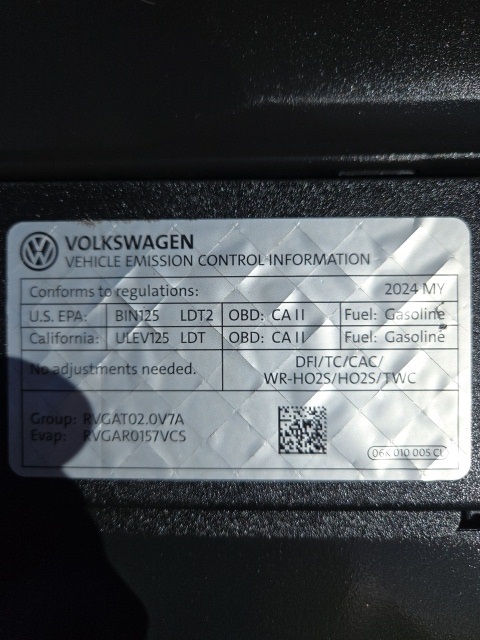 VOLKSWAGEN
VEHICLE EMISSION CONTROL INFORMATION
Conforms to regulations: 2024 MY
U.S. EPA: BIN125 LDT2 OBD: CA II Fuel: Gasoline
California: ULEV125 LDT OBD: CA II Fuel: Gasoline
No adjustments needed. DFI/TC/CAC/
WR-HO2S/HO2S/TWC
Group: RVGAT02.0V7A
Evap: RVGAR0157VCS
06K 010 005 CL